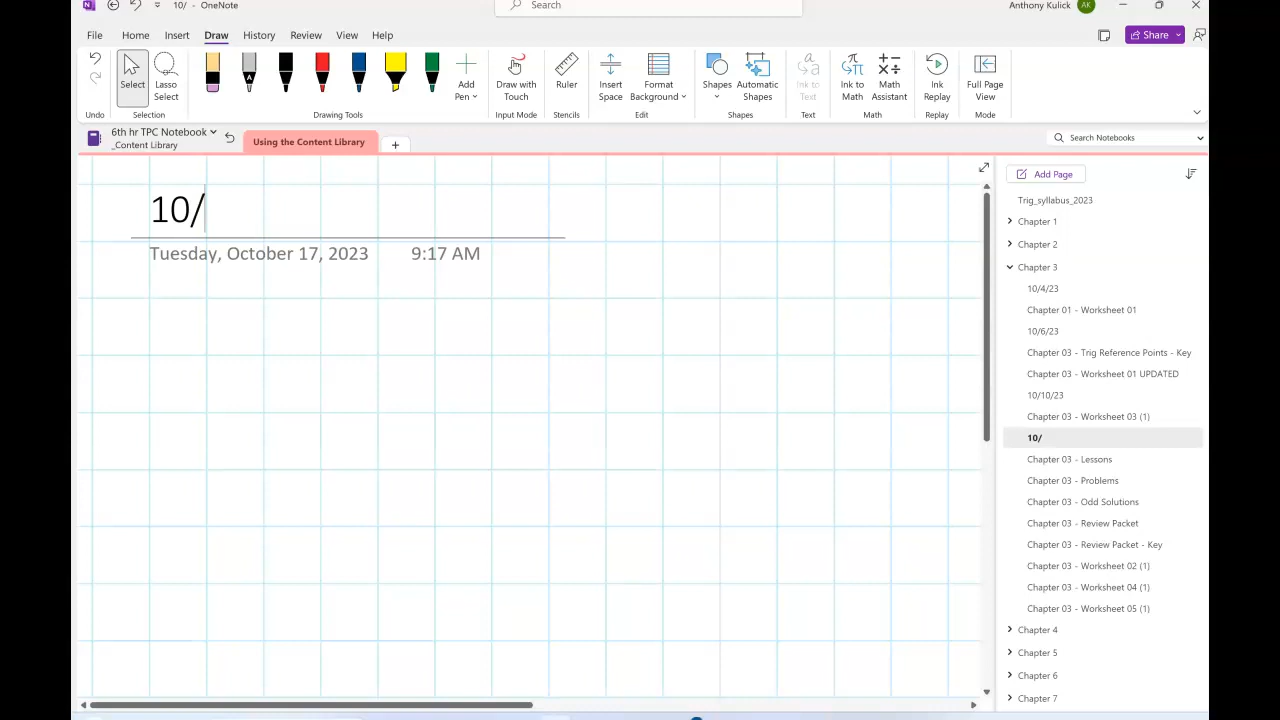 10/ - OneNote
Search
Anthony Kulick
AK
File
Home
Insert
Draw
History
Review
View
Help
Share
Select
Lasso
Select
Add
Pen
Draw with
Touch
Ruler
Insert
Space
Format
Background
Shapes
Automatic
Shapes
Ink to
Text
Ink to
Math
Math
Assistant
Ink
Replay
Full Page
View
Undo
Selection
Drawing Tools
Input Mode
Stencils
Edit
Shapes
Text
Math
Replay
Mode
6th hr TPC Notebook
_Content Library
Using the Content Library
Search Notebooks
10/
Tuesday, October 17, 2023
9:17 AM
Add Page
Trig_syllabus_2023
Chapter 1
Chapter 2
Chapter 3
10/4/23
Chapter 01 - Worksheet 01
10/6/23
Chapter 03 - Trig Reference Points - Key
Chapter 03 - Worksheet 01 UPDATED
10/10/23
Chapter 03 - Worksheet 03 (1)
10/
Chapter 03 - Lessons
Chapter 03 - Problems
Chapter 03 - Odd Solutions
Chapter 03 - Review Packet
Chapter 03 - Review Packet - Key
Chapter 03 - Worksheet 02 (1)
Chapter 03 - Worksheet 04 (1)
Chapter 03 - Worksheet 05 (1)
Chapter 4
Chapter 5
Chapter 6
Chapter 7